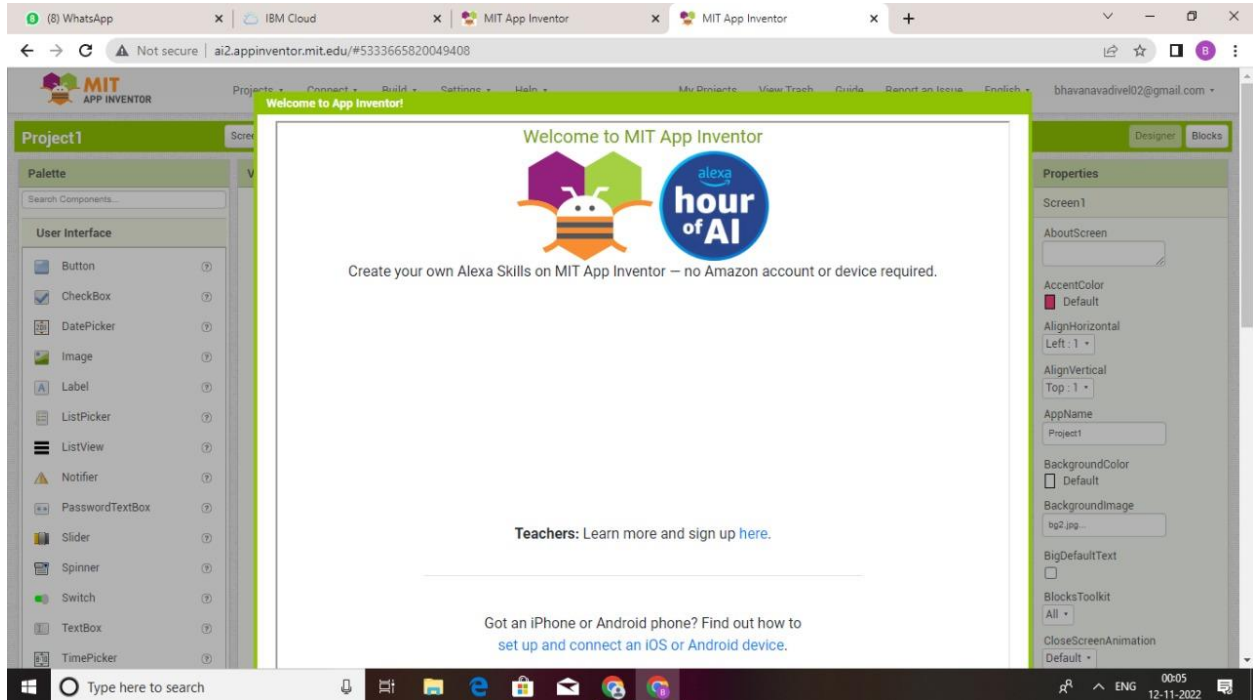 (8) WhatsApp
IBM Cloud
MIT App Inventor
MIT App Inventor
Not secure
ai2.appinventor.mit.edu/#5333665820049408
B
MIT
APP INVENTOR
Projects
Connect
Build
Settings
Help
My Projects
View Trash
Guide
Report an Issue
English
bhavanavadivel02@gmail.com
Welcome to App Inventor!
Project1
Designer
Blocks
Palette
Search Components...
User Interface
Button
CheckBox
DatePicker
Image
Label
ListPicker
ListView
Notifier
PasswordTextBox
Slider
Spinner
Switch
TextBox
TimePicker
Welcome to MIT App Inventor
alexa
hour
of AI
Create your own Alexa Skills on MIT App Inventor — no Amazon account or device required.
Teachers: Learn more and sign up here.
Got an iPhone or Android phone? Find out how to
set up and connect an iOS or Android device.
Properties
Screen1
AboutScreen
AccentColor
Default
AlignHorizontal
Left : 1
AlignVertical
Top : 1
AppName
Project1
BackgroundColor
Default
BackgroundImage
bg2.jpg...
BigDefaultText
BlocksToolkit
All
CloseScreenAnimation
Default
Type here to search
ENG
00:05
12-11-2022